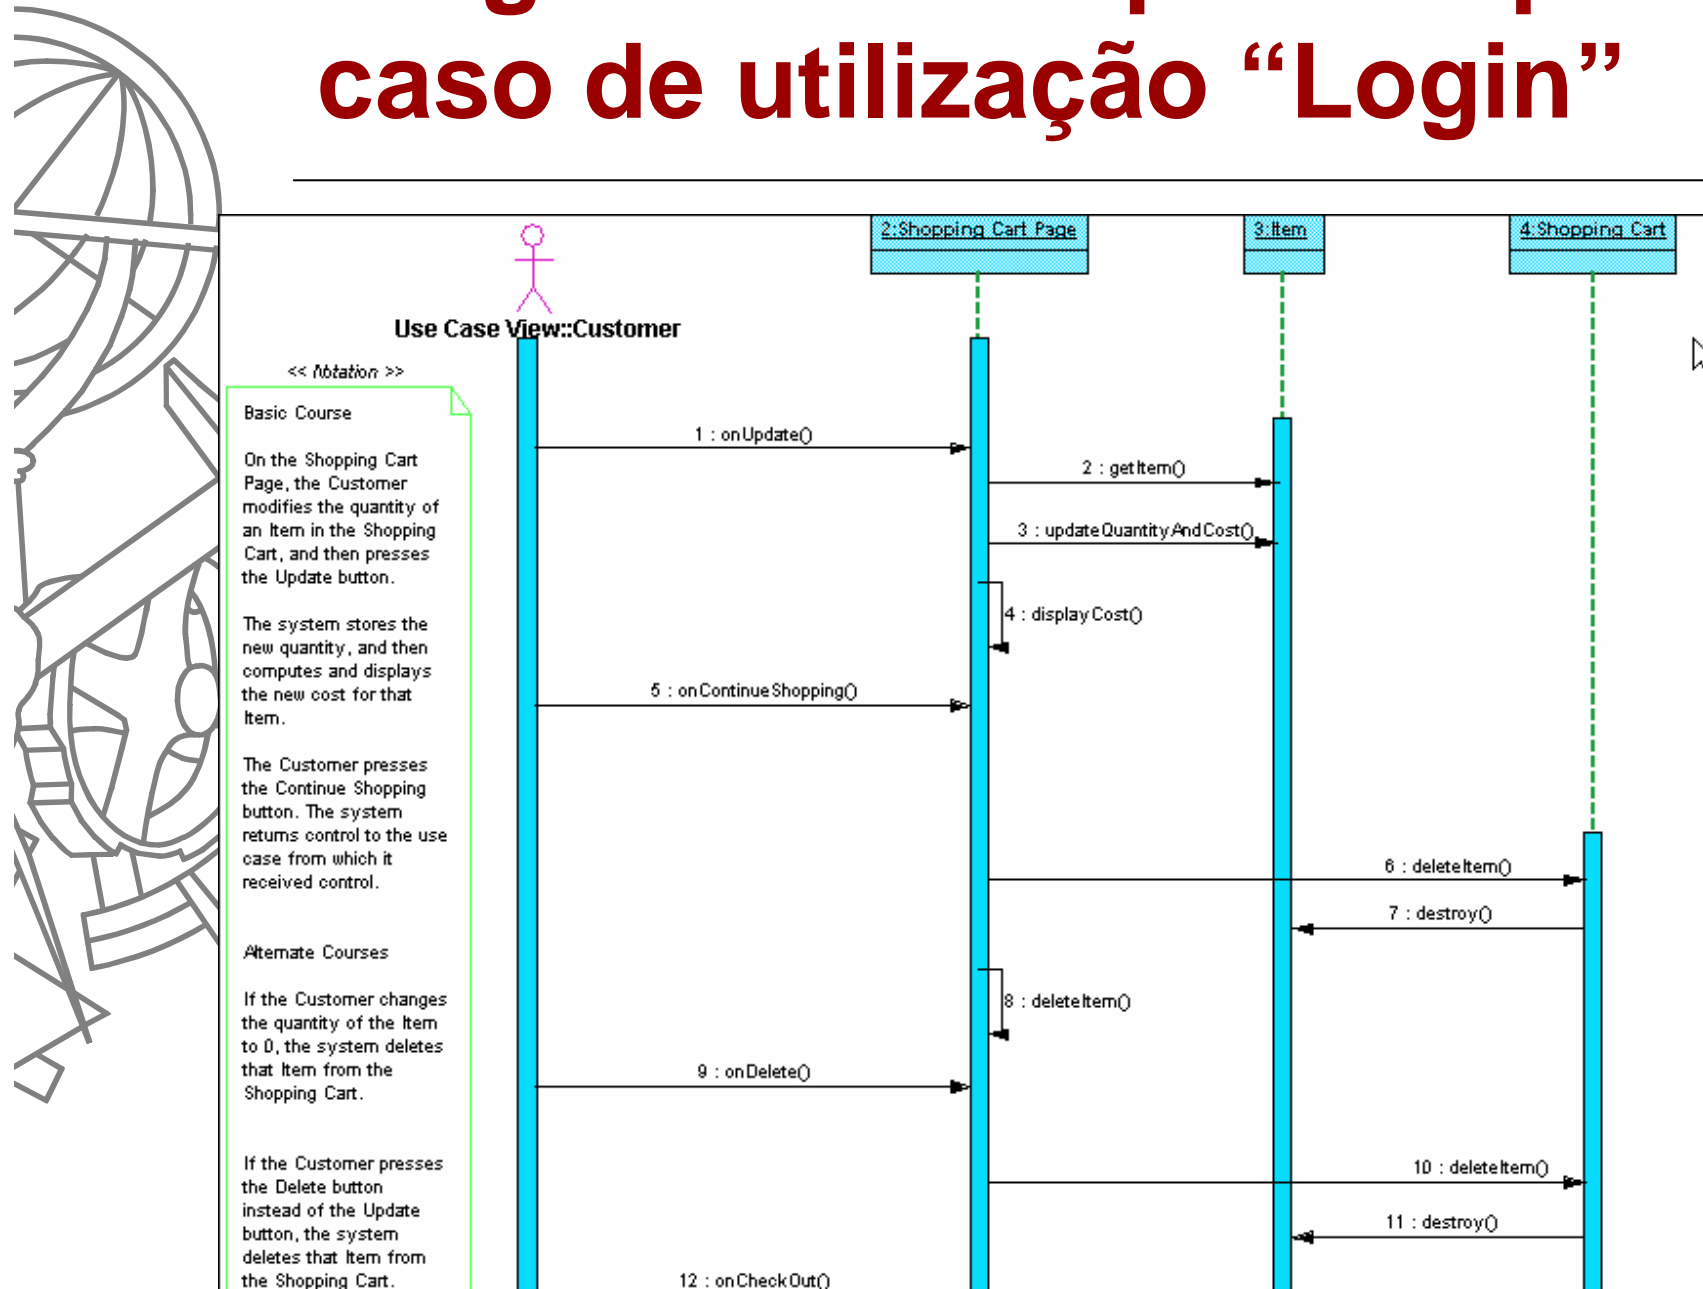 caso de utilização “Login”
2:Shopping Cart Page
3:Item
4:Shopping Cart
Use Case View::Customer
<< Notation >>
Basic Course
On the Shopping Cart
Page, the Customer
modifies the quantity of
an Item in the Shopping
Cart, and then presses
the Update button.
The system stores the
new quantity, and then
computes and displays
the new cost for that
Item.
The Customer presses
the Continue Shopping
button. The system
returns control to the use
case from which it
received control.
Alternate Courses
If the Customer changes
the quantity of the Item
to 0, the system deletes
that Item from the
Shopping Cart.
If the Customer presses
the Delete button
instead of the Update
button, the system
deletes that Item from
the Shopping Cart.
1 : onUpdate()
2 : getItem()
3 : updateQuantityAndCost()
4 : displayCost()
5 : onContinueShopping()
6 : deleteItem()
7 : destroy()
8 : deleteItem()
9 : onDelete()
10 : deleteItem()
11 : destroy()
12 : onCheckOut()